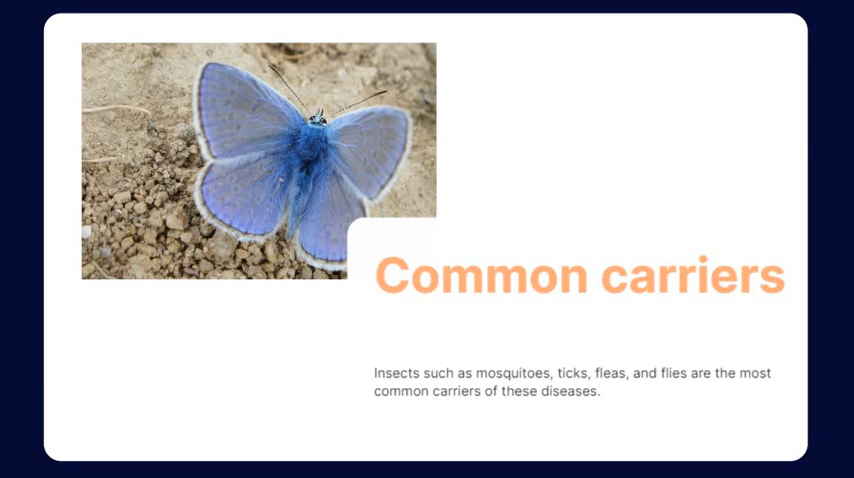 Common carriers
Insects such as mosquitoes, ticks, fleas, and flies are the most
common carriers of these diseases.